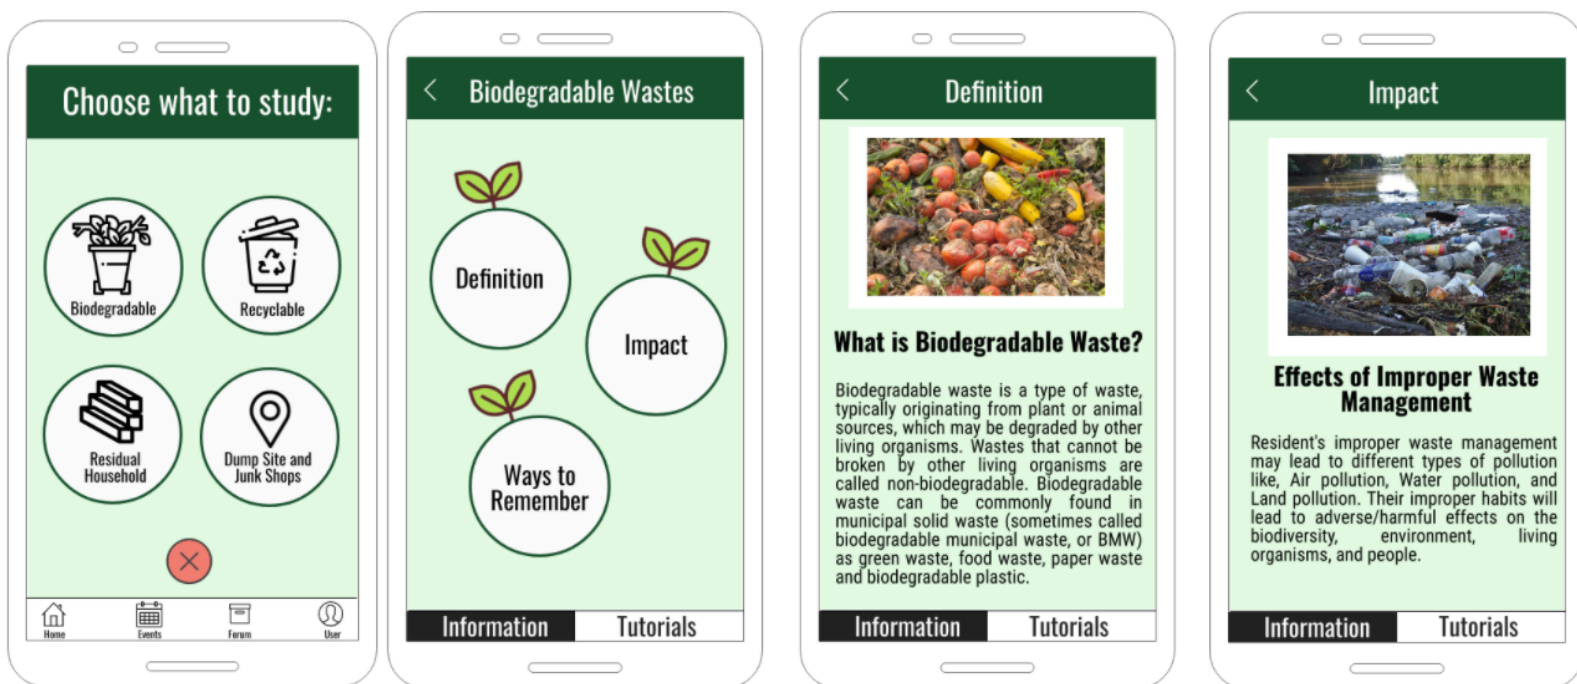 Choose what to study:
Biodegradable
Recyclable
Residual
Household
Dump Site and
Junk Shops
Home
Events
Forum
User
Biodegradable Wastes
Definition
Impact
Ways to
Remember
Information
Tutorials
Definition
What is Biodegradable Waste?
Biodegradable waste is a type of waste,
typically originating from plant or animal
sources, which may be degraded by other
living organisms. Wastes that cannot be
broken by other living organisms are
called non-biodegradable. Biodegradable
waste can be commonly found in
municipal solid waste (sometimes called
biodegradable municipal waste, or BMW)
as green waste, food waste, paper waste
and biodegradable plastic.
Information
Tutorials
Impact
Effects of Improper Waste
Management
Resident's improper waste management
may lead to different types of pollution
like, Air pollution, Water pollution, and
Land pollution. Their improper habits will
lead to adverse/harmful effects on the
biodiversity, environment, living
organisms, and people.
Information
Tutorials